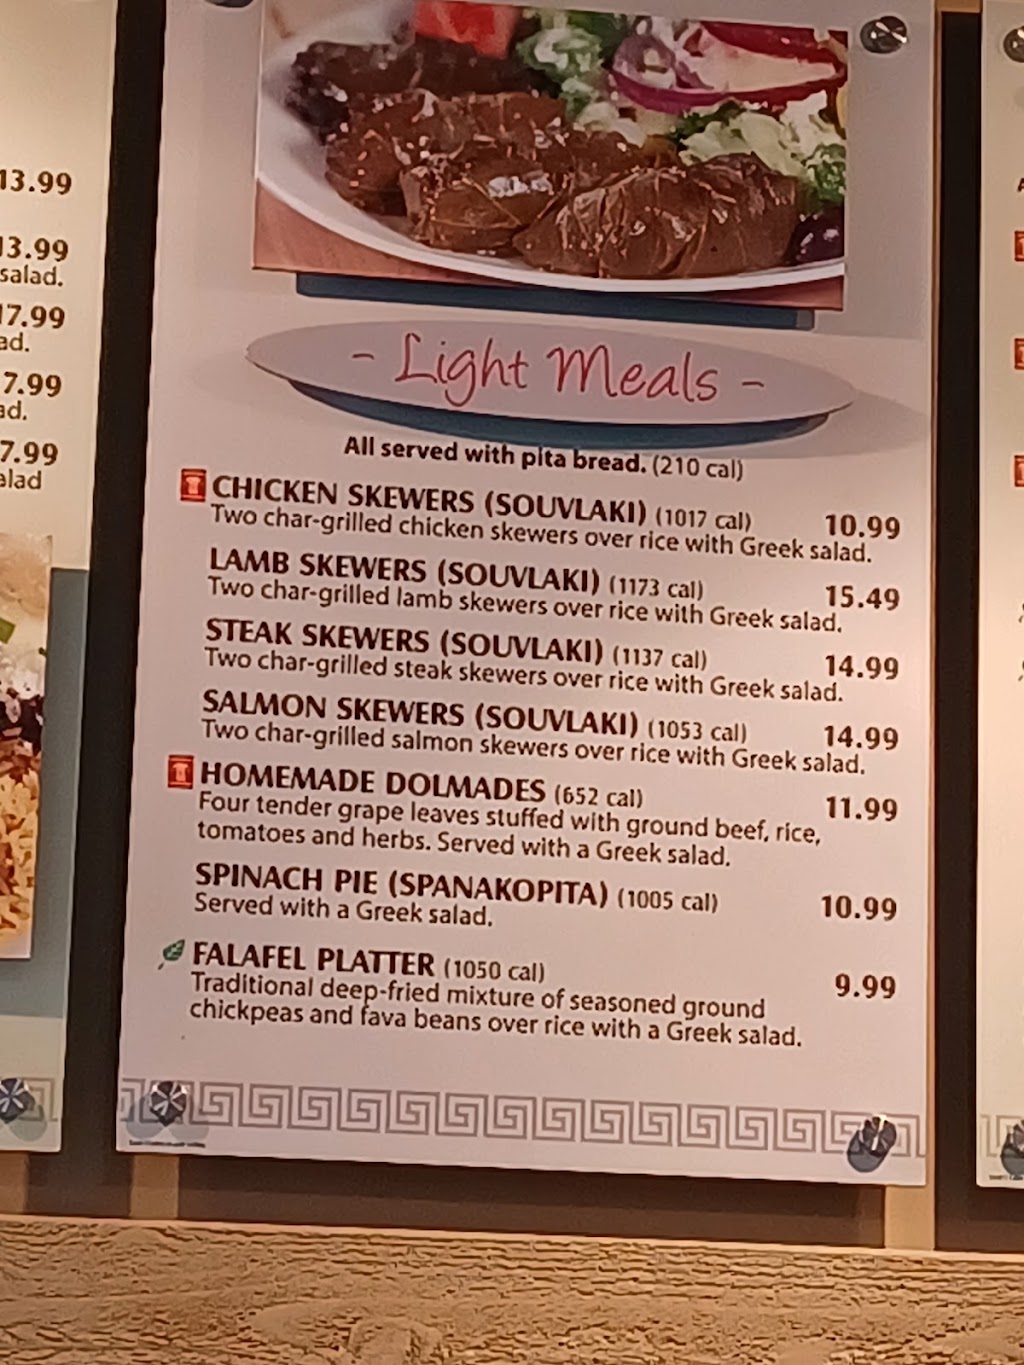 13.99
13.99
salad.
17.99
ad.
7.99
ad.
7.99
alad
- Light Meals -
All served with pita bread. (210 cal)
CHICKEN SKEWERS (SOUVLAKI) (1017 cal) 10.99
Two char-grilled chicken skewers over rice with Greek salad.
LAMB SKEWERS (SOUVLAKI) (1173 cal) 15.49
Two char-grilled lamb skewers over rice with Greek salad.
STEAK SKEWERS (SOUVLAKI) (1137 cal) 14.99
Two char-grilled steak skewers over rice with Greek salad.
SALMON SKEWERS (SOUVLAKI) (1053 cal) 14.99
Two char-grilled salmon skewers over rice with Greek salad.
HOMEMADE DOLMADES (652 cal) 11.99
Four tender grape leaves stuffed with ground beef, rice,
tomatoes and herbs. Served with a Greek salad.
SPINACH PIE (SPANAKOPITA) (1005 cal) 10.99
Served with a Greek salad.
FALAFEL PLATTER (1050 cal) 9.99
Traditional deep-fried mixture of seasoned ground
chickpeas and fava beans over rice with a Greek salad.